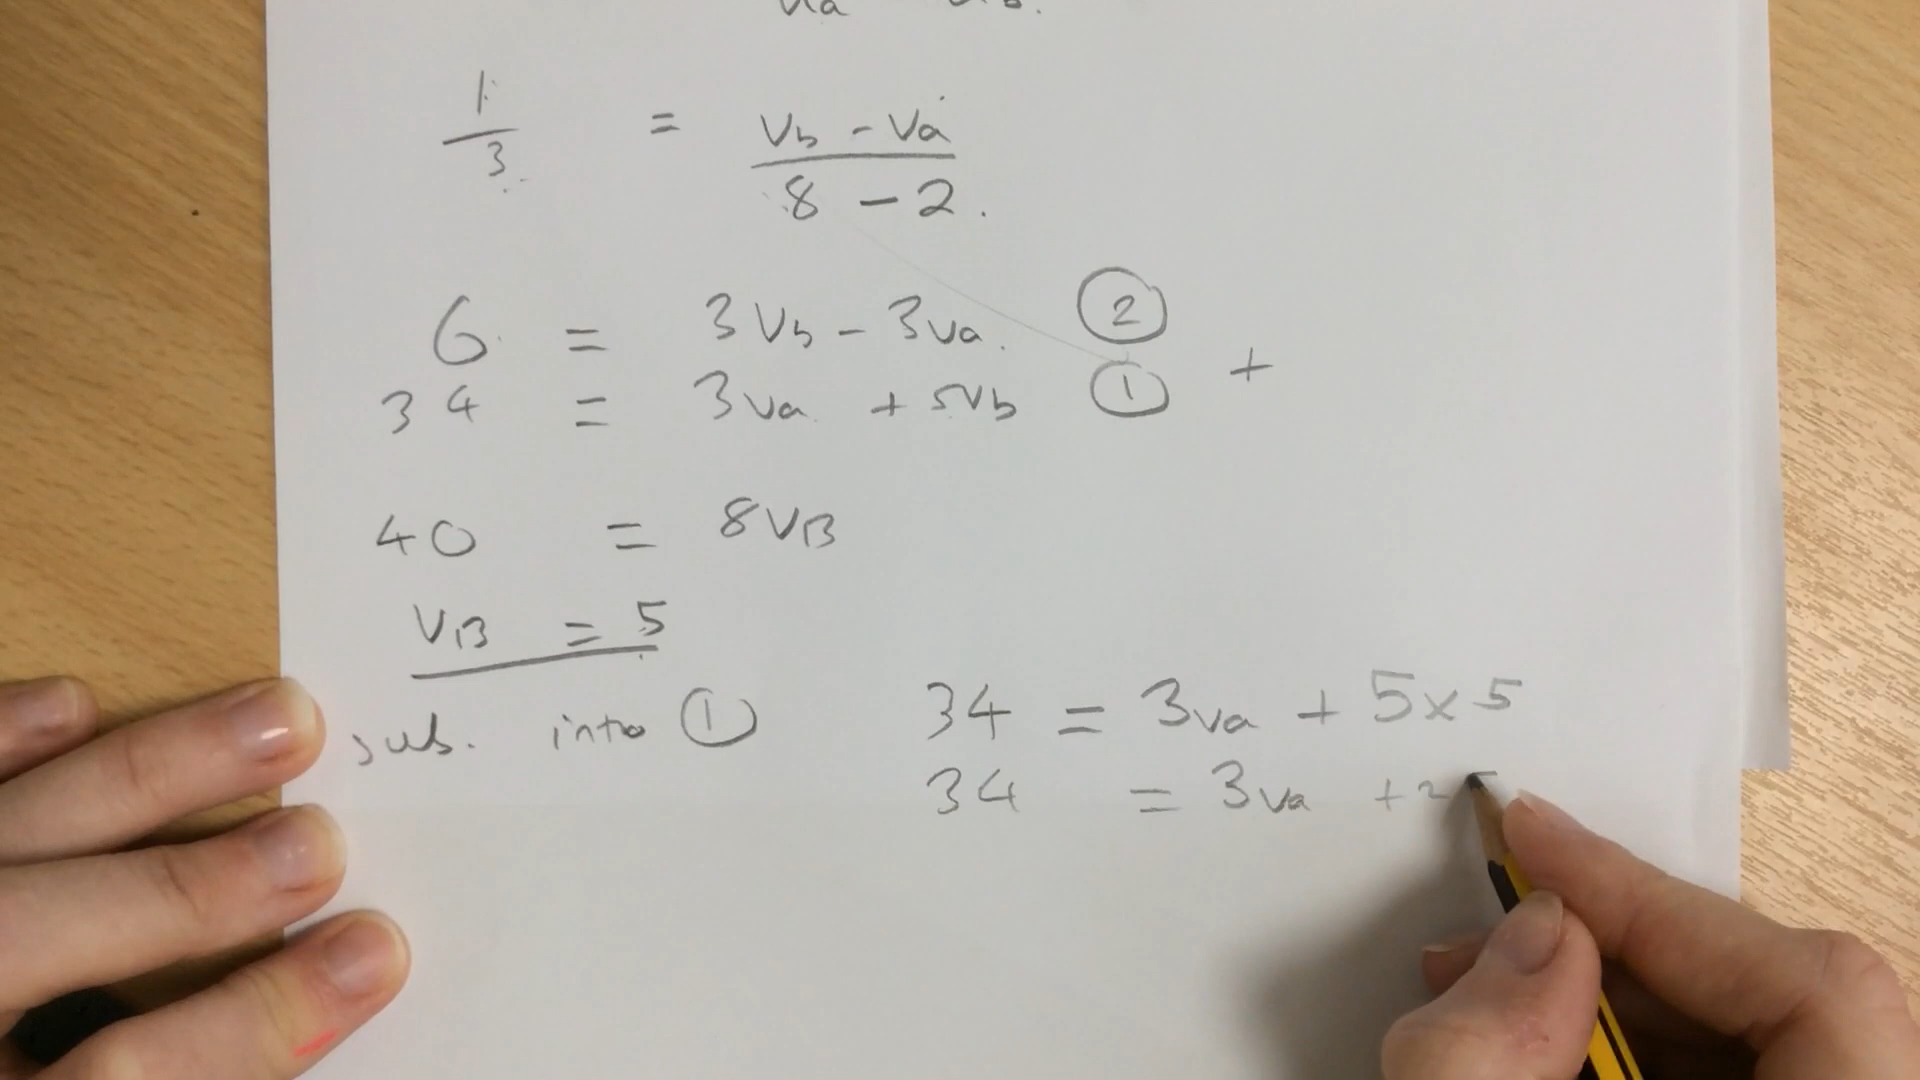 1/3 = Vb - Va / 8 - 2.
6 = 3Vb - 3Va. ②
34 = 3Va + 5Vb ① +
40 = 8VB
VB = 5
sub. into ① 34 = 3Va + 5x5
34 = 3Va + 25